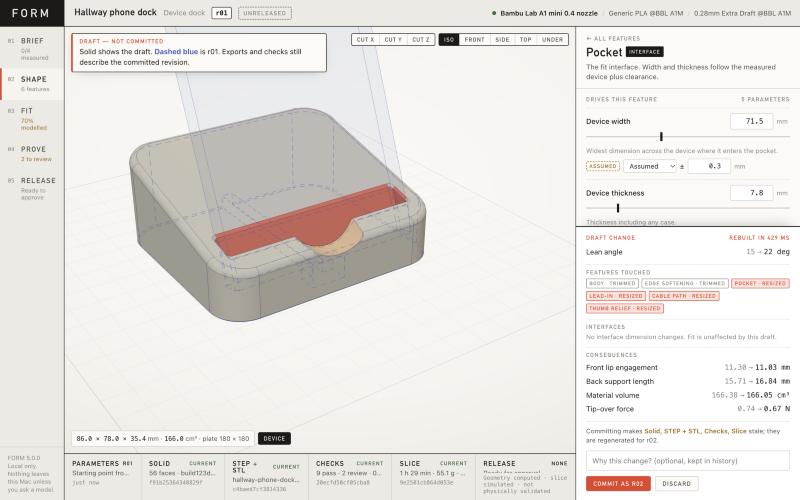 FORM
Hallway phone dock
Device dock
r01
UNRELEASED
Bambu Lab A1 mini 0.4 nozzle
Generic PLA @BBL A1M
0.28mm Extra Draft @BBL A1M
01 BRIEF
0/4
measured
02 SHAPE
6 features
03 FIT
70%
modelled
04 PROVE
2 to review
05 RELEASE
Ready to
approve
FORM 5.0.0
Local only.
Nothing leaves
this Mac unless
you ask a model.
DRAFT — NOT COMMITTED
Solid shows the draft. Dashed blue is r01. Exports and checks still
describe the committed revision.
CUT X CUT Y CUT Z
ISO FRONT SIDE TOP UNDER
86.0 × 78.0 × 35.4 mm · 166.0 cm³ · plate 180 × 180
DEVICE
PARAMETERS R01
Starting point fro…
just now
SOLID CURRENT
56 faces · build123d…
STEP + STL CURRENT
hallway-phone-dock…
c4baed7cf3814336
CHECKS CURRENT
9 pass · 2 review · 0…
20ecfd50cf05cba8
SLICE CURRENT
1 h 29 min · 55.1 g ·…
9e2501cb864d053e
RELEASE NONE
Geometry computed · slice
simulated · not
physically validated
← ALL FEATURES
Pocket INTERFACE
The fit interface. Width and thickness follow the measured
device plus clearance.
DRIVES THIS FEATURE
5 PARAMETERS
Device width 71.5 mm
Widest dimension across the device where it enters the pocket.
ASSUMED Assumed ± 0.3 mm
Device thickness 7.8 mm
Thickness including any case.
DRAFT CHANGE
REBUILT IN 429 MS
Lean angle 15 → 22 deg
FEATURES TOUCHED
BODY · TRIMMED EDGE SOFTENING · TRIMMED POCKET · RESIZED
LEAD-IN · RESIZED CABLE PATH · RESIZED
THUMB RELIEF · RESIZED
INTERFACES
No interface dimension changes. Fit is unaffected by this draft.
CONSEQUENCES
Front lip engagement 11.30 → 11.03 mm
Back support length 15.71 → 16.84 mm
Material volume 166.38 → 166.05 cm³
Tip-over force 0.74 → 0.67 N
Committing makes Solid, STEP + STL, Checks, Slice stale; they
are regenerated for r02.
Why this change? (optional, kept in history)
COMMIT AS R02
DISCARD